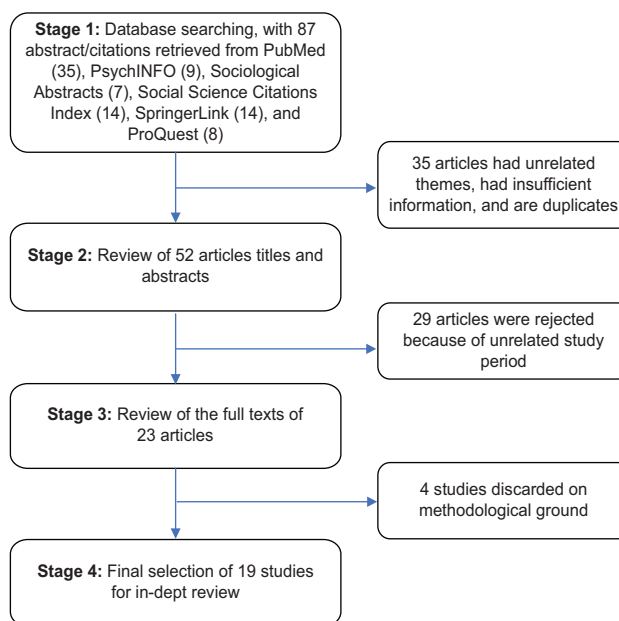 Stage 1: Database searching, with 87
abstract/citations retrieved from PubMed
(35), PsychINFO (9), Sociological
Abstracts (7), Social Science Citations
Index (14), SpringerLink (14), and
ProQuest (8)
35 articles had unrelated
themes, had insufficient
information, and are duplicates
Stage 2: Review of 52 articles titles and
abstracts
29 articles were rejected
because of unrelated study
period
Stage 3: Review of the full texts of
23 articles
4 studies discarded on
methodological ground
Stage 4: Final selection of 19 studies
for in-dept review